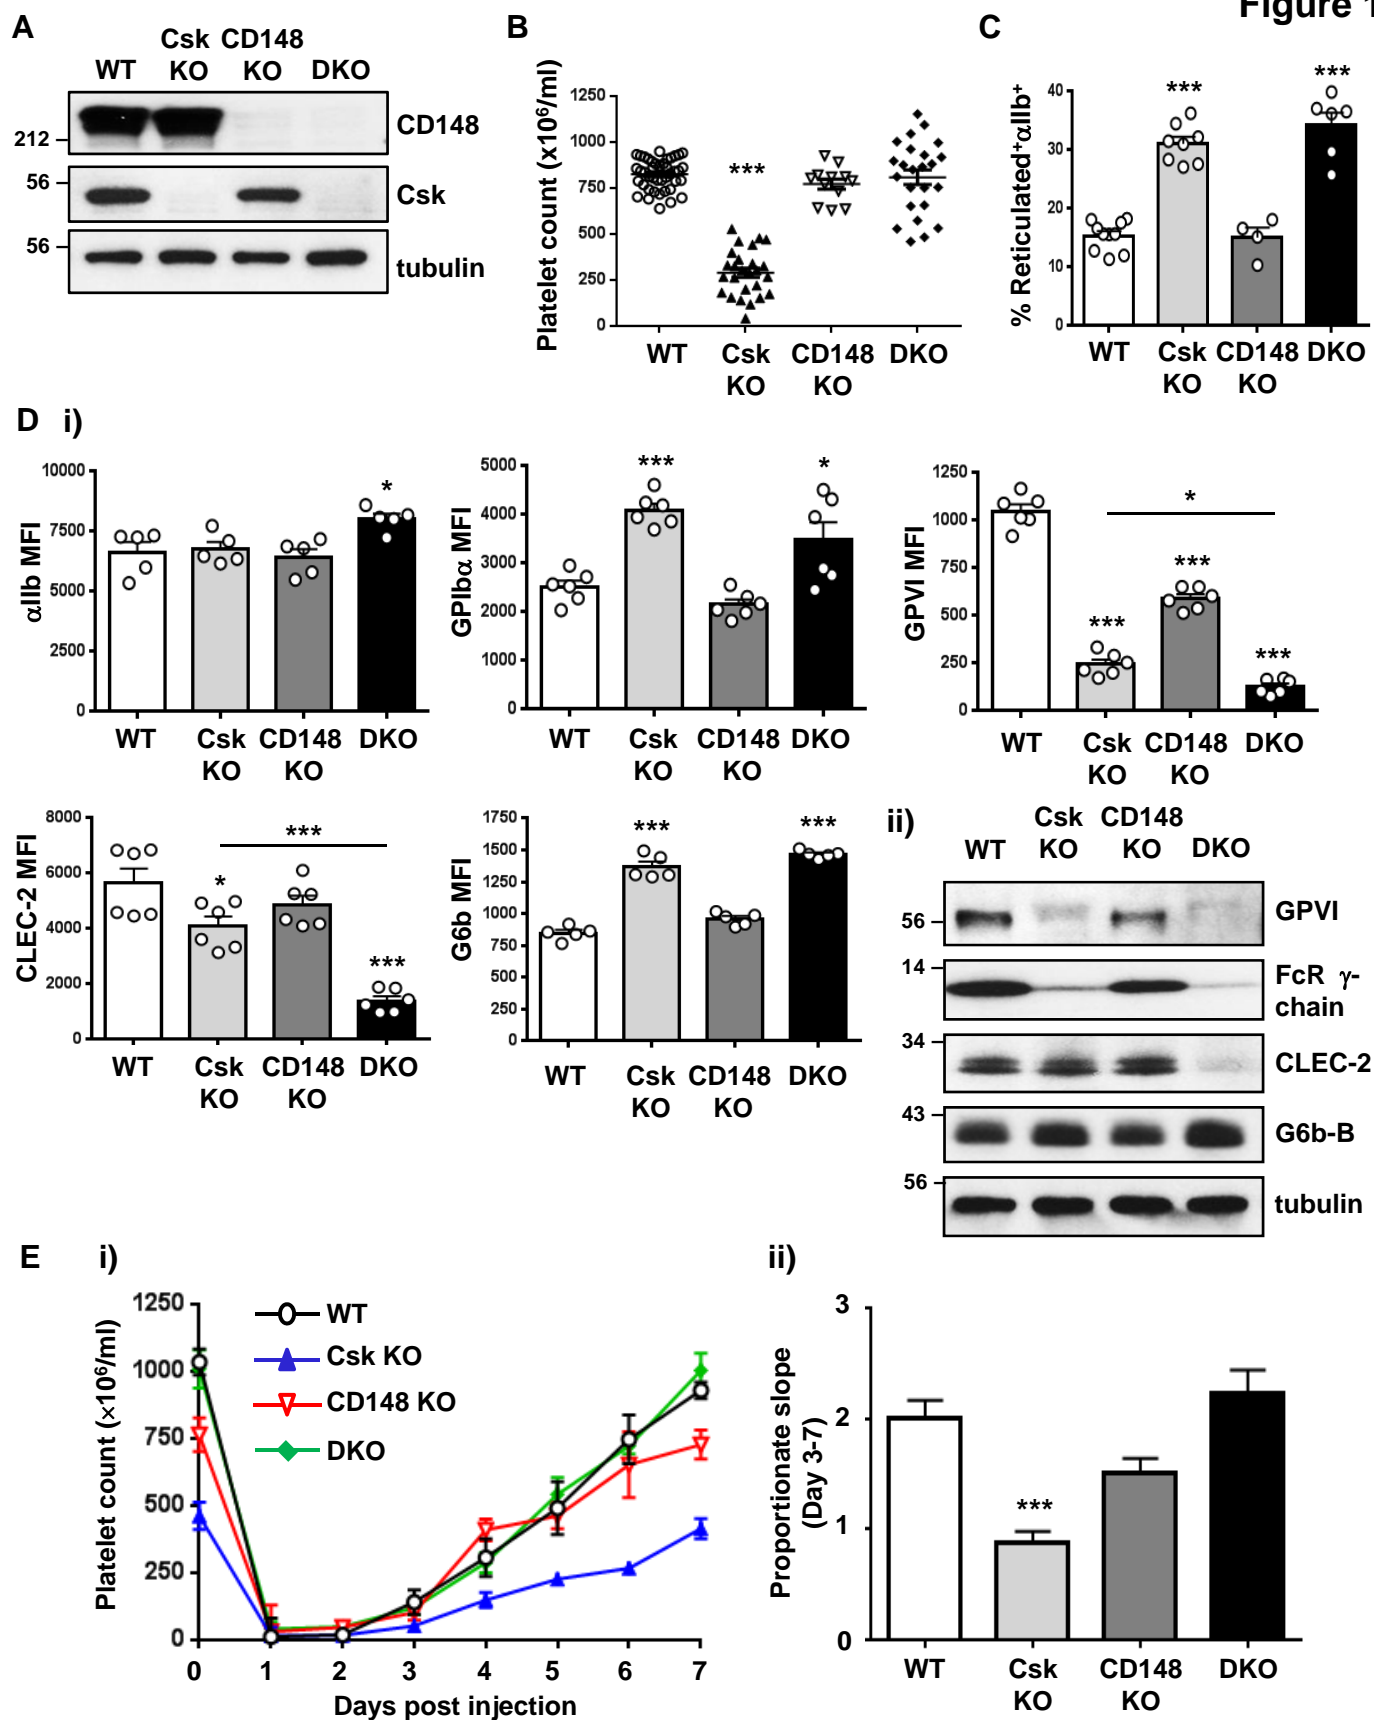 Figure 1
A
Csk CD148
WT KO KO DKO
CD148
212
56
Csk
56
tubulin
B
Platelet count (x10⁶/ml)
1250
1000
750
500
250
0
***
WT Csk CD148 DKO
KO KO
C
% Reticulated⁺αIIb⁺
40
30
20
10
0
***
***
WT Csk CD148 DKO
KO KO
D i)
αIIb MFI
10000
7500
5000
2500
0
*
WT Csk CD148 DKO
KO KO
GPIbα MFI
5000
4000
3000
2000
1000
0
***
*
WT Csk CD148 DKO
KO KO
GPVI MFI
1250
1000
750
500
250
0
*
***
***
***
WT Csk CD148 DKO
KO KO
CLEC-2 MFI
8000
6000
4000
2000
0
***
*
***
WT Csk CD148 DKO
KO KO
G6b MFI
1750
1500
1250
1000
750
500
250
0
***
***
WT Csk CD148 DKO
KO KO
ii)
Csk CD148
WT KO KO DKO
56
GPVI
14
FcR γ-
chain
34
CLEC-2
43
G6b-B
56
tubulin
E i)
Platelet count (×10⁶/ml)
1250
1000
750
500
250
0
WT
Csk KO
CD148 KO
DKO
0 1 2 3 4 5 6 7
Days post injection
ii)
Proportionate slope
(Day 3-7)
3
2
1
0
***
WT Csk CD148 DKO
KO KO